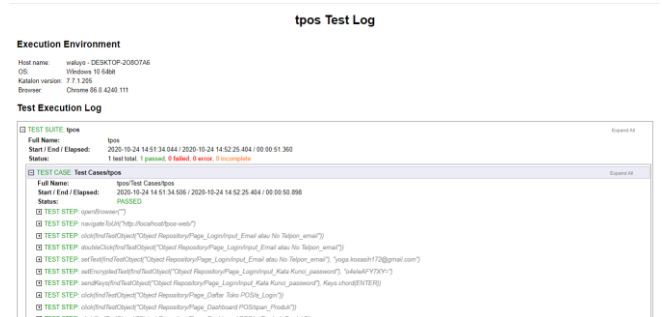 tpos Test Log
Execution Environment
Host name: waluyo - DESKTOP-2O8O7A6
OS: Windows 10 64bit
Katalon version: 7.7.1.205
Browser: Chrome 86.0.4240.111
Test Execution Log
TEST SUITE: tpos Expand All
Full Name: tpos
Start / End / Elapsed: 2020-10-24 14:51:34.044 / 2020-10-24 14:52:25.404 / 00:00:51.360
Status: 1 test total, 1 passed, 0 failed, 0 error, 0 incomplete
TEST CASE: Test Cases/tpos Expand All
Full Name: tpos/Test Cases/tpos
Start / End / Elapsed: 2020-10-24 14:51:34.506 / 2020-10-24 14:52:25.404 / 00:00:50.898
Status: PASSED
TEST STEP: openBrowser("")
TEST STEP: navigateToUrl("http://localhost/tpos-web/")
TEST STEP: click(findTestObject("Object Repository/Page_Login/input_Email atau No Telpon_email"))
TEST STEP: doubleClick(findTestObject("Object Repository/Page_Login/input_Email atau No Telpon_email"))
TEST STEP: setText(findTestObject("Object Repository/Page_Login/input_Email atau No Telpon_email"), "yoga.kosasih172@gmail.com")
TEST STEP: setEncryptedText(findTestObject("Object Repository/Page_Login/input_Kata Kunci_password"),
TEST STEP: sendKeys(findTestObject("Object Repository/Page_Login/input_Kata Kunci_password"), Keys.chord(ENTER))
TEST STEP: click(findTestObject("Object Repository/Page_Daftar Toko POS/a_Login"))
TEST STEP: click(findTestObject("Object Repository/Page_Dashboard POS/span_Produk"))